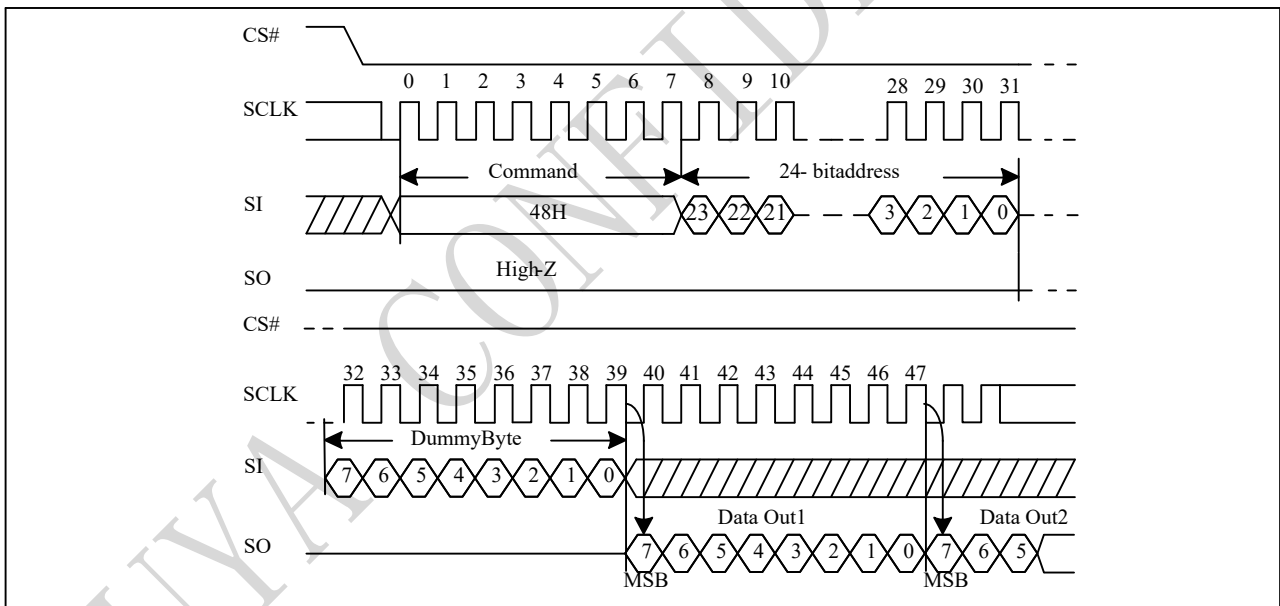 CS#
0 1 2 3 4 5 6 7 8 9 10 28 29 30 31
SCLK
Command 24- bitaddress
SI 48H 23 22 21 3 2 1 0
High-Z
SO
CS#
32 33 34 35 36 37 38 39 40 41 42 43 44 45 46 47
SCLK
DummyByte
SI 7 6 5 4 3 2 1 0
Data Out1 Data Out2
SO 7 6 5 4 3 2 1 0 7 6 5
MSB MSB
UYA CONFIDE